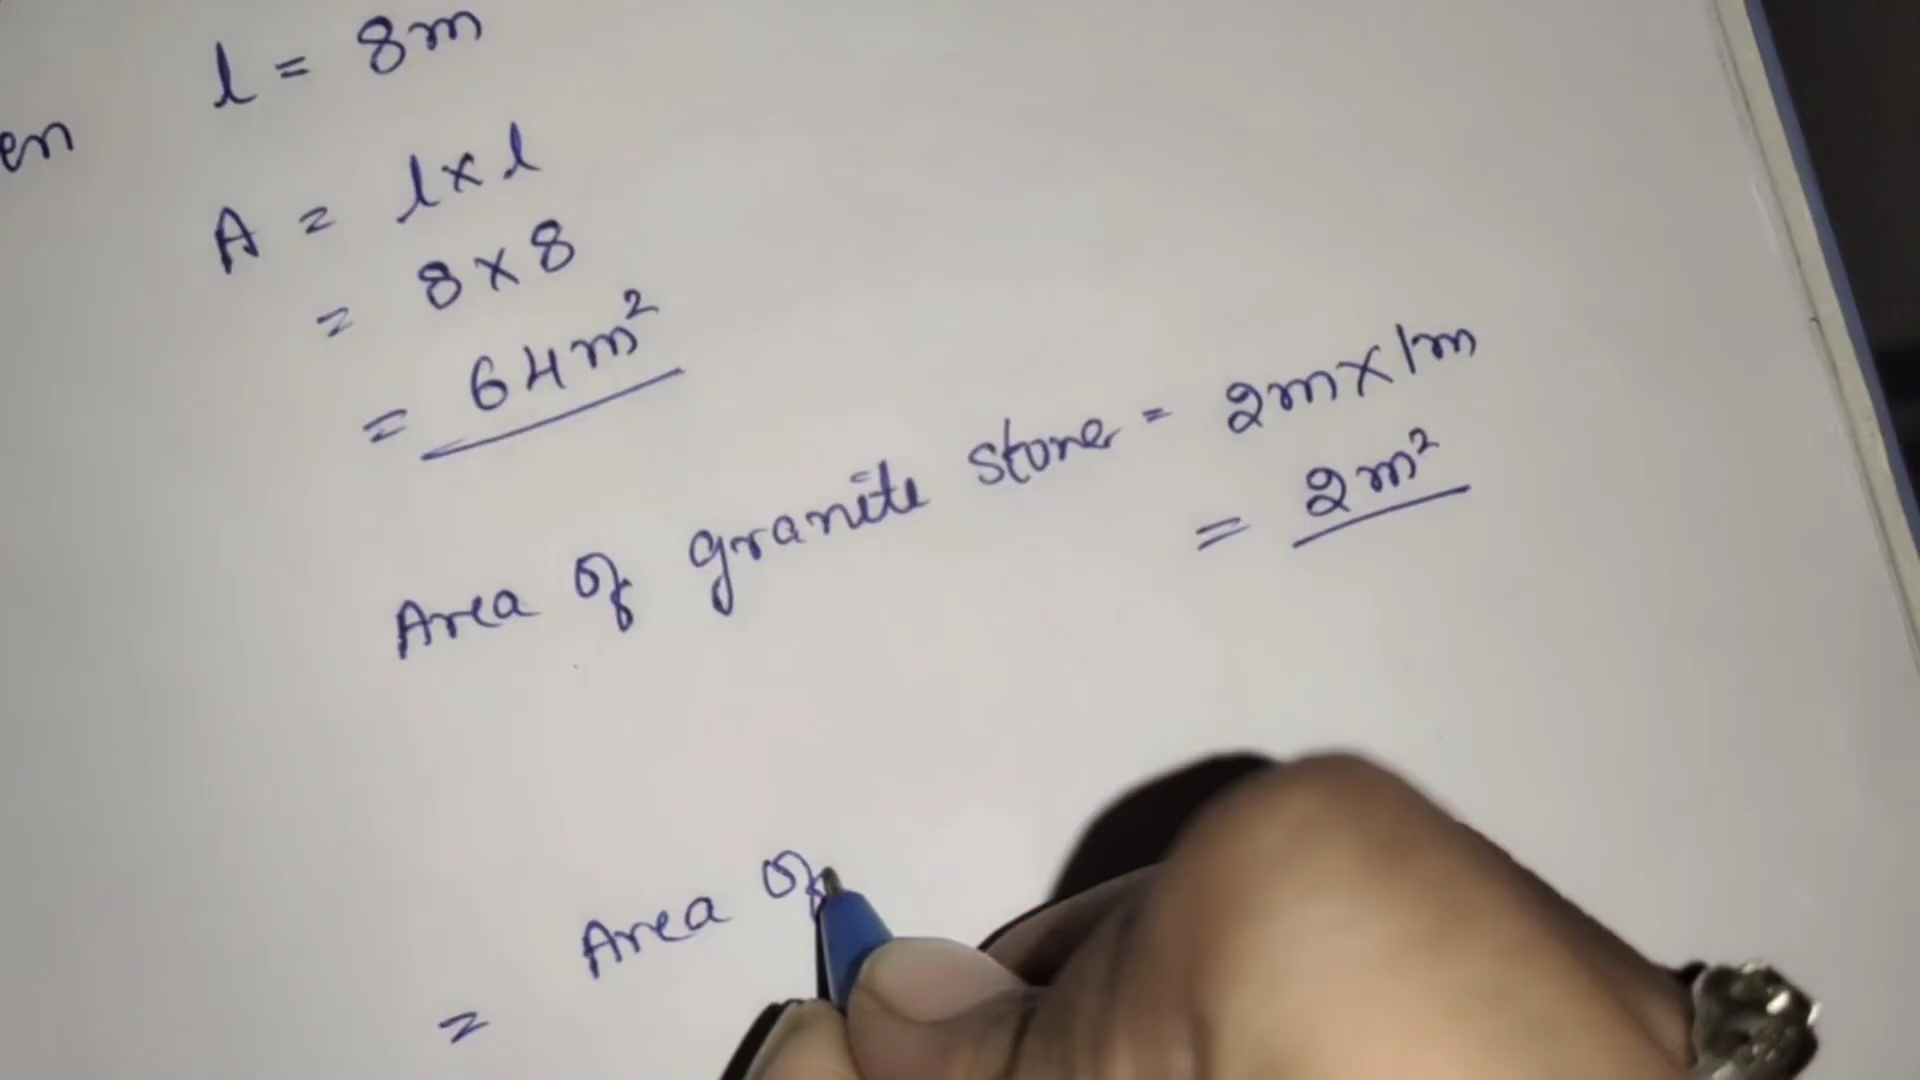 l = 8m
en
A = l×l
= 8×8
= 64m²
Area of granite stone = 2m×1m
= 2m²
Area of
=